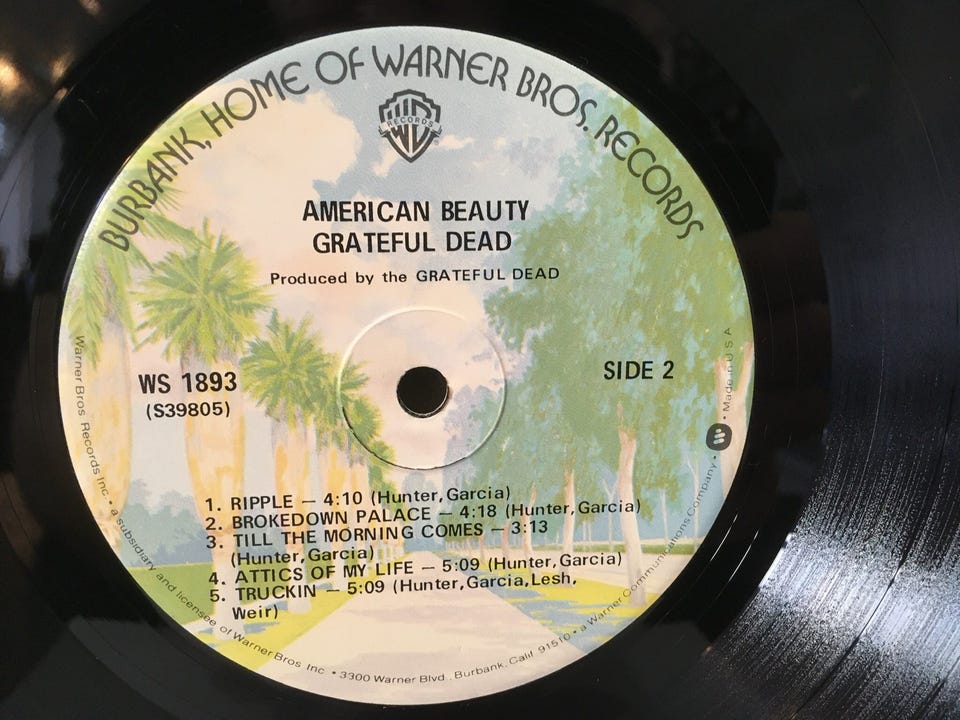 BURBANK, HOME OF WARNER BROS. RECORDS
W
RECORDS
AMERICAN BEAUTY
GRATEFUL DEAD
Produced by the GRATEFUL DEAD
WS 1893
(S39805)
SIDE 2
1. RIPPLE — 4:10 (Hunter, Garcia)
2. BROKEDOWN PALACE — 4:18 (Hunter, Garcia)
3. TILL THE MORNING COMES — 3:13
(Hunter, Garcia)
4. ATTICS OF MY LIFE — 5:09 (Hunter, Garcia)
5. TRUCKIN — 5:09 (Hunter, Garcia, Lesh,
Weir)
Warner Bros Records Inc • a subsidiary and licensee of Warner Bros Inc • 3300 Warner Blvd. Burbank, Calif 91510 • a Warner Communications Company • Made in U S A